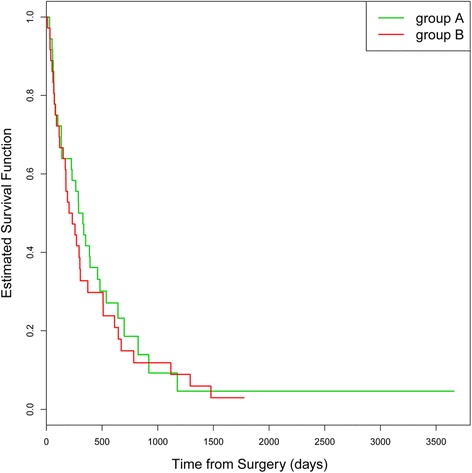 group A
group B
Estimated Survival Function
1.0
0.8
0.6
0.4
0.2
0.0
0 500 1000 1500 2000 2500 3000 3500
Time from Surgery (days)